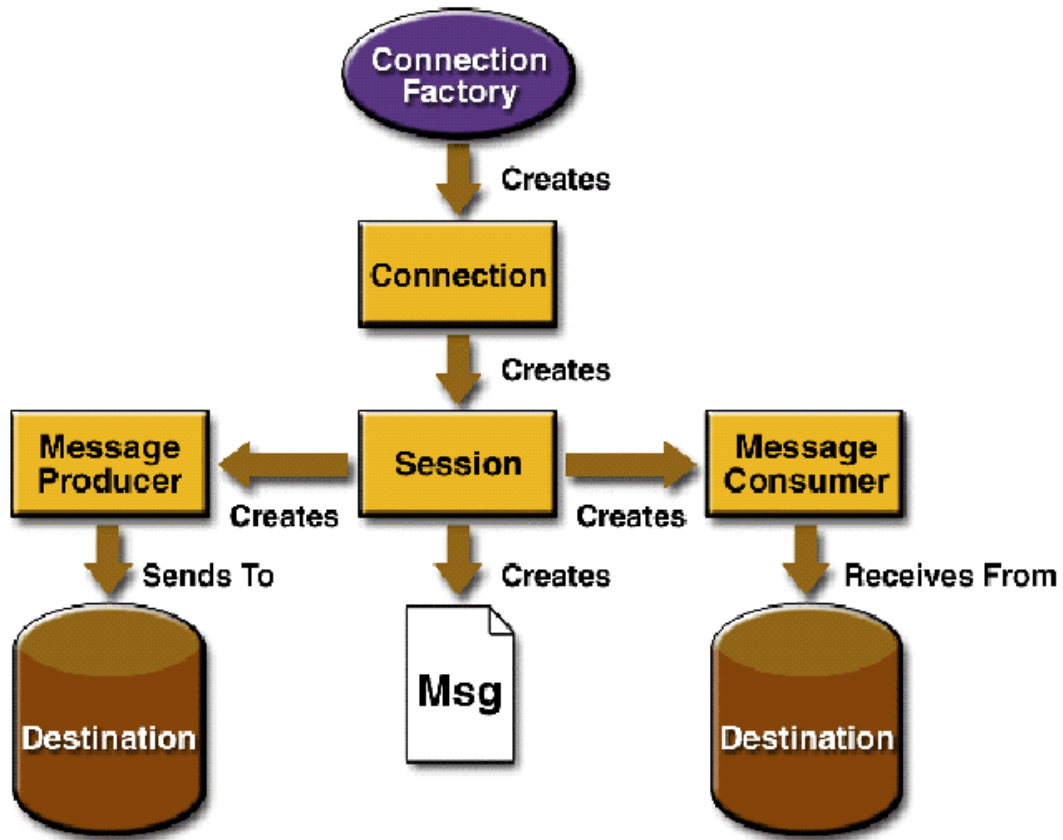 Connection
Factory
Creates
Connection
Creates
Message
Producer
Session
Message
Consumer
Creates
Creates
Sends To
Creates
Receives From
Destination
Msg
Destination